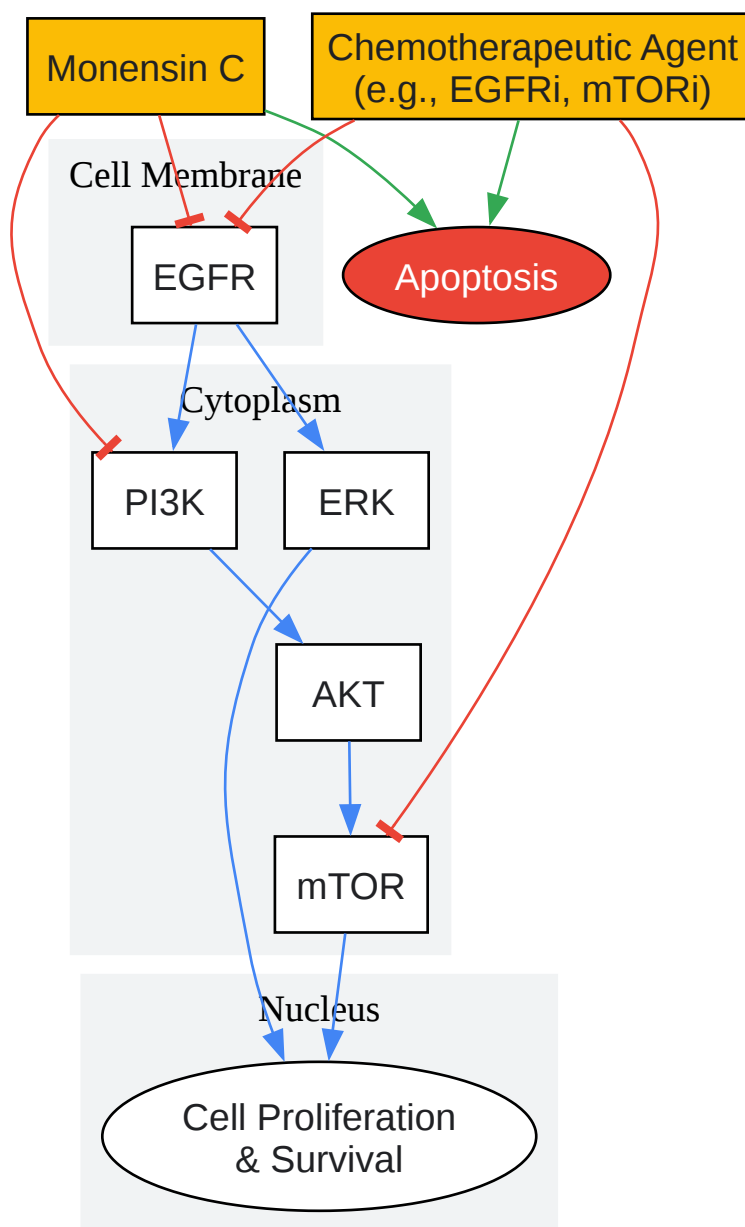 Monensin C
Chemotherapeutic Agent
(e.g., EGFRi, mTORi)
Cell Membrane
EGFR
Apoptosis
Cytoplasm
PI3K
ERK
AKT
mTOR
Nucleus
Cell Proliferation
& Survival